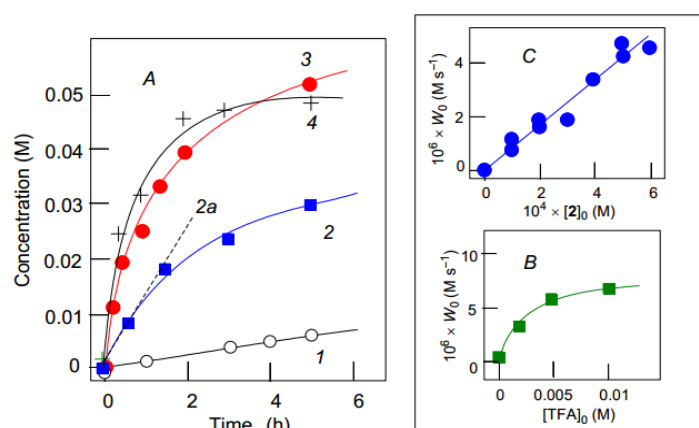 A
3
4
2a
2
1
Concentration (M)
0.05
0.04
0.03
0.02
0.01
0
0 2 4 6
Time (h)
C
10⁶ × W₀ (M s⁻¹)
4
2
0
0 2 4 6
10⁴ × [2]₀ (M)
B
10⁶ × W₀ (M s⁻¹)
10
5
0
0 0.005 0.01
[TFA]₀ (M)